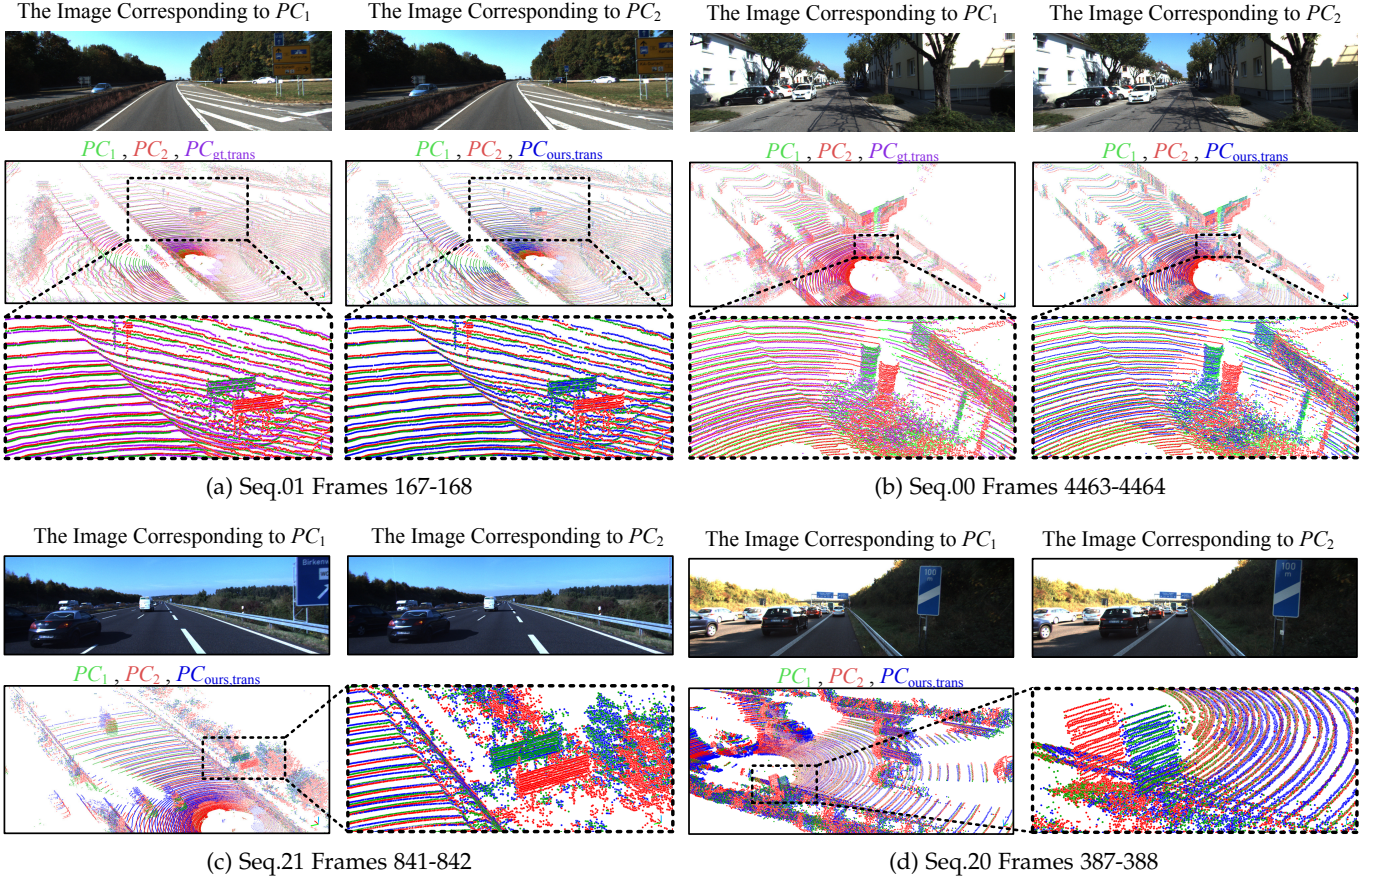 The Image Corresponding to PC1
The Image Corresponding to PC2
The Image Corresponding to PC1
The Image Corresponding to PC2
PC1 , PC2 , PCgt,trans
PC1 , PC2 , PCours,trans
PC1 , PC2 , PCgt,trans
PC1 , PC2 , PCours,trans
(a) Seq.01 Frames 167-168
(b) Seq.00 Frames 4463-4464
The Image Corresponding to PC1
The Image Corresponding to PC2
The Image Corresponding to PC1
The Image Corresponding to PC2
Birkenw
100
m
100
m
PC1 , PC2 , PCours,trans
PC1 , PC2 , PCours,trans
(c) Seq.21 Frames 841-842
(d) Seq.20 Frames 387-388